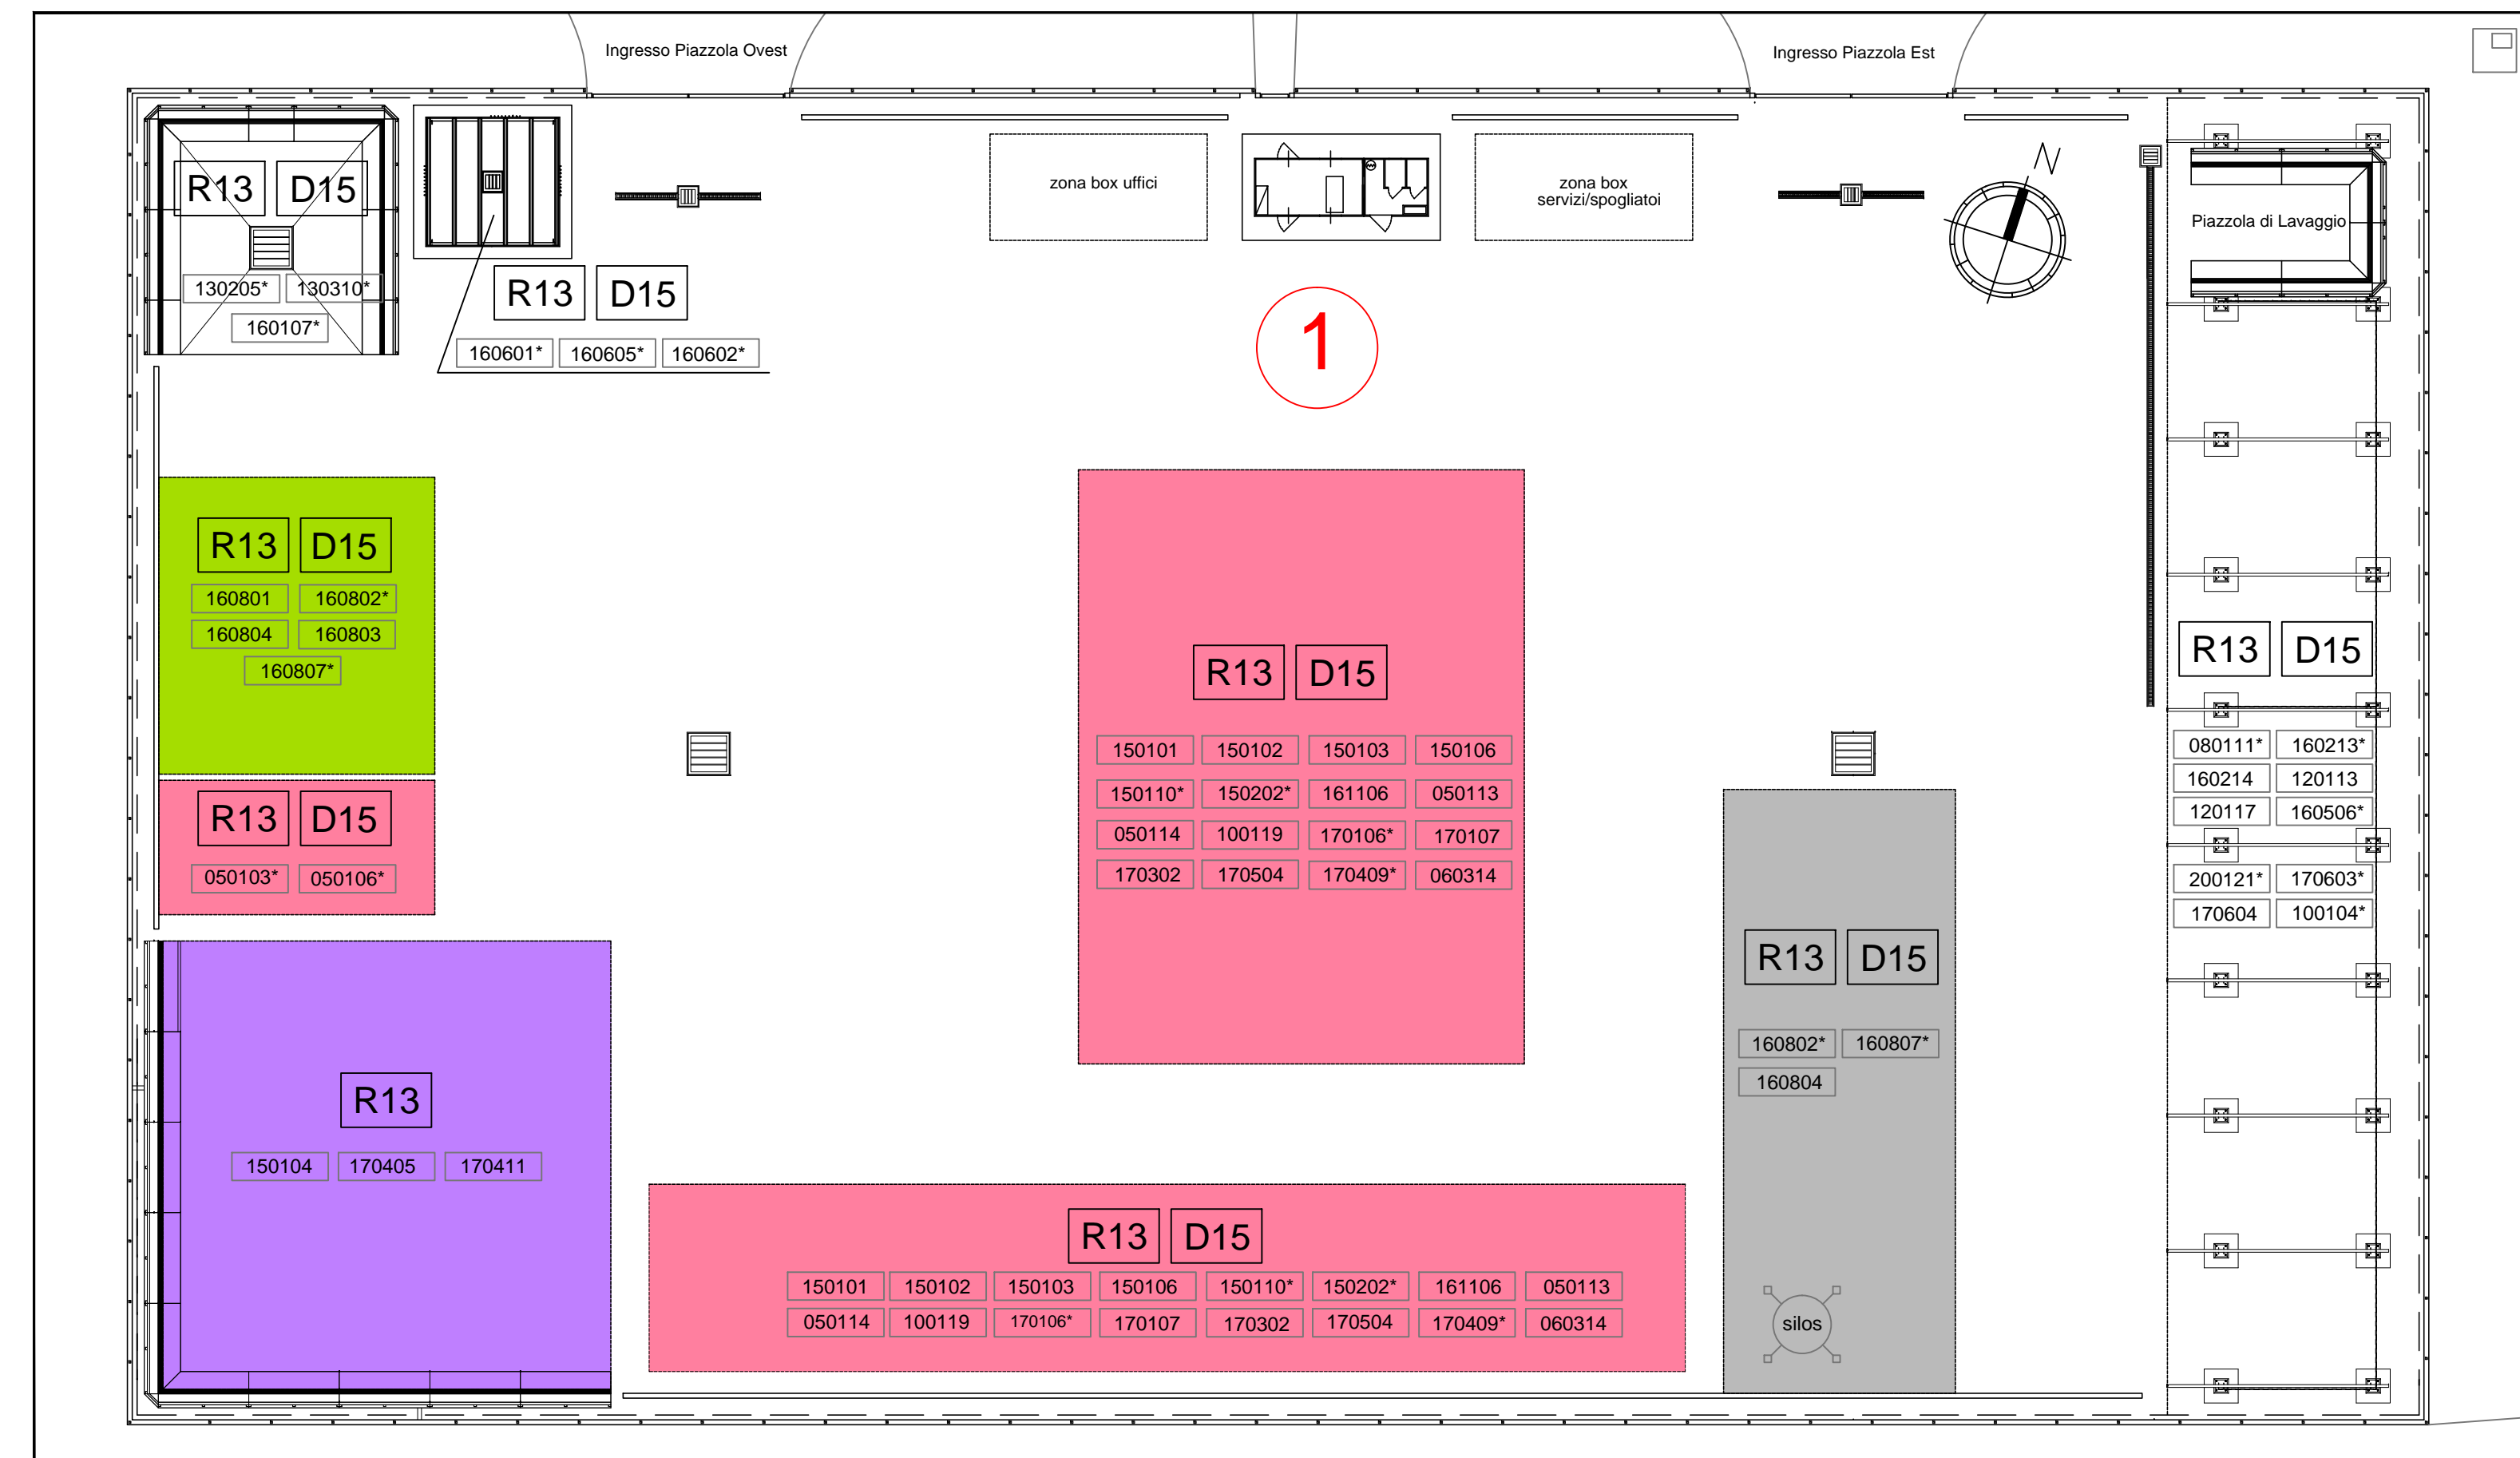 Ingresso Piazzola Ovest
Ingresso Piazzola Est
R13 D15
130205* 130310*
160107*
R13 D15
160601* 160605* 160602*
zona box uffici
zona box
servizi/spogliatoi
N
Piazzola di Lavaggio
1
R13 D15
160801 160802*
160804 160803
160807*
R13 D15
050103* 050106*
R13
150104 170405 170411
R13 D15
150101 150102 150103 150106
150110* 150202* 161106 050113
050114 100119 170106* 170107
170302 170504 170409* 060314
R13 D15
150101 150102 150103 150106 150110* 150202* 161106 050113
050114 100119 170106* 170107 170302 170504 170409* 060314
R13 D15
160802* 160807*
160804
silos
R13 D15
080111* 160213*
160214 120113
120117 160506*
200121* 170603*
170604 100104*